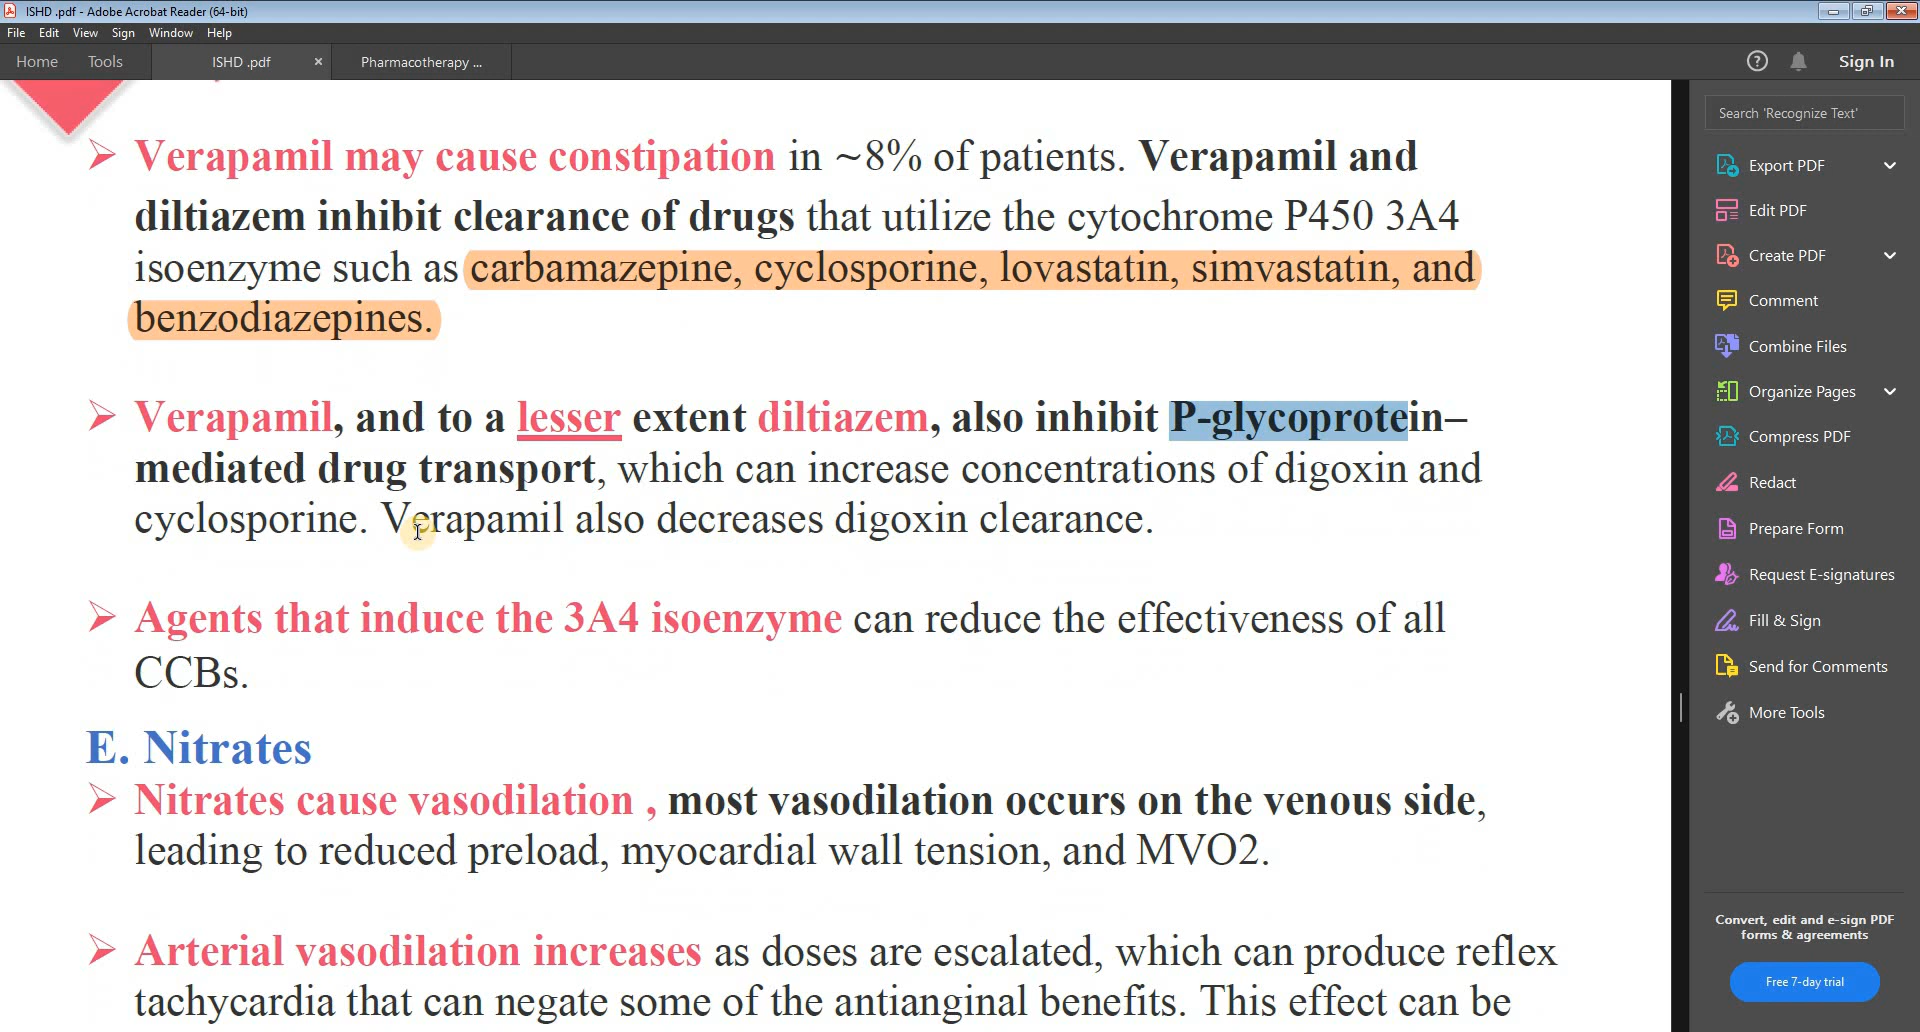 ISHD .pdf - Adobe Acrobat Reader (64-bit)
File Edit View Sign Window Help
Home Tools ISHD .pdf × Pharmacotherapy ... ? Sign In
Verapamil may cause constipation in ~8% of patients. Verapamil and
diltiazem inhibit clearance of drugs that utilize the cytochrome P450 3A4
isoenzyme such as carbamazepine, cyclosporine, lovastatin, simvastatin, and
benzodiazepines.
Verapamil, and to a lesser extent diltiazem, also inhibit P-glycoprotein–
mediated drug transport, which can increase concentrations of digoxin and
cyclosporine. Verapamil also decreases digoxin clearance.
Agents that induce the 3A4 isoenzyme can reduce the effectiveness of all
CCBs.
E. Nitrates
Nitrates cause vasodilation , most vasodilation occurs on the venous side,
leading to reduced preload, myocardial wall tension, and MVO2.
Arterial vasodilation increases as doses are escalated, which can produce reflex
tachycardia that can negate some of the antianginal benefits. This effect can be
Search 'Recognize Text'
Export PDF
Edit PDF
Create PDF
Comment
Combine Files
Organize Pages
Compress PDF
Redact
Prepare Form
Request E-signatures
Fill & Sign
Send for Comments
More Tools
Convert, edit and e-sign PDF
forms & agreements
Free 7-day trial